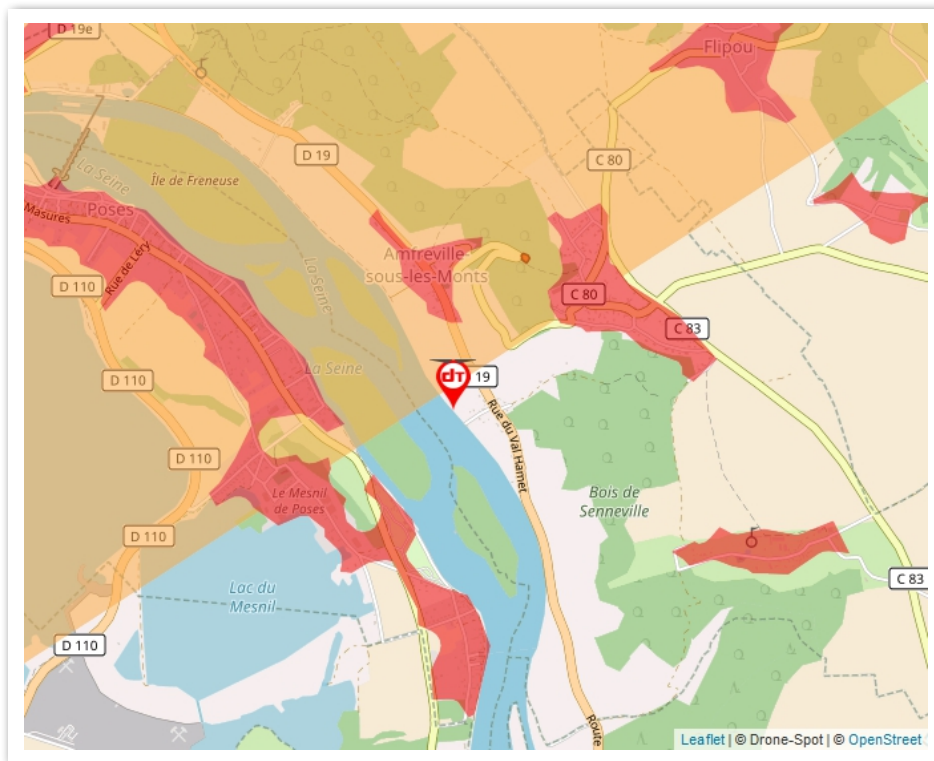 D 19e
Flipou
D 19
C 80
La Seine
Île de Freneuse
Masures
Poses
Rue de Léry
La Seine
Amfreville
sous-les-Monts
D 110
C 80
C 83
La Seine
D 110
dT
19
Rue du Val Hamet
D 110
Le Mesnil
de Poses
Bois de
Senneville
D 110
C 83
Lac du
Mesnil
D 110
Route
Leaflet | © Drone-Spot | © OpenStreet